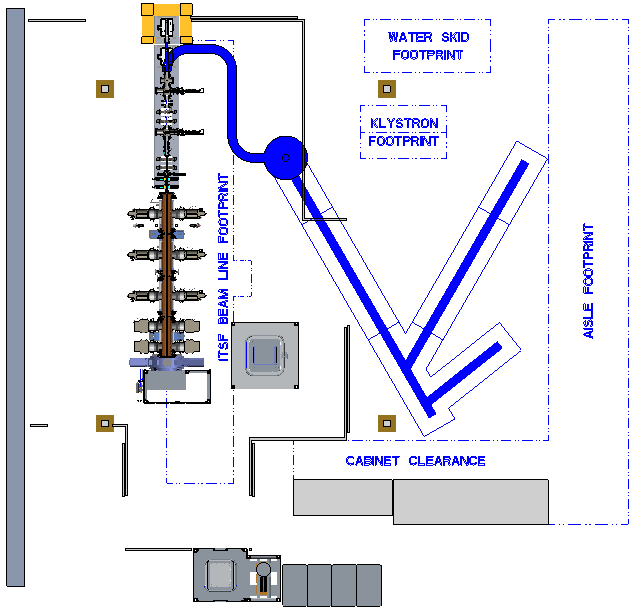 WATER SKID
FOOTPRINT
KLYSTRON
FOOTPRINT
ITSF BEAM LINE FOOTPRINT
AISLE FOOTPRINT
CABINET CLEARANCE